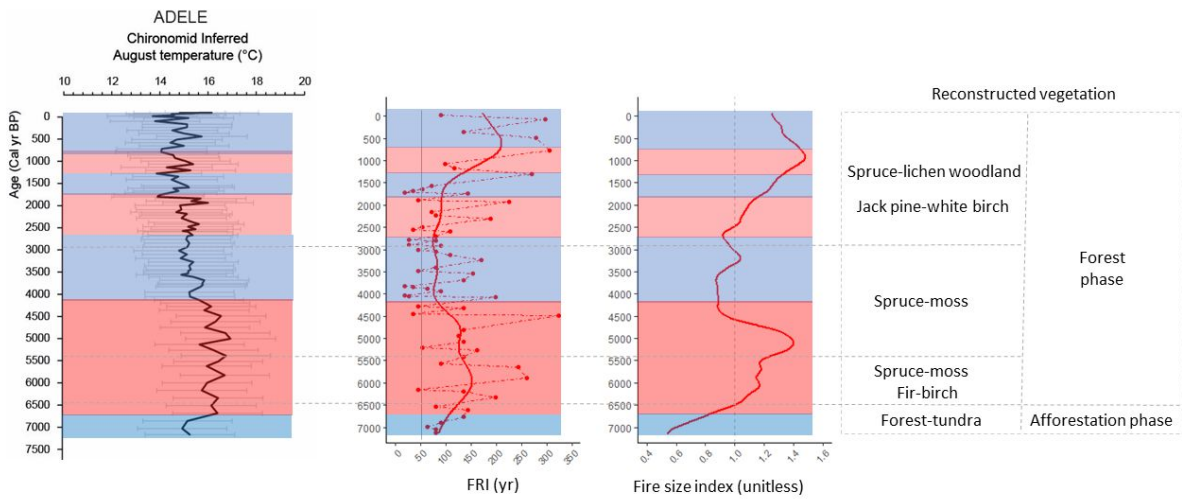 ADELE
Chironomid Inferred
August temperature (°C)
10 12 14 16 18 20
Age (Cal yr BP)
0
500
1000
1500
2000
2500
3000
3500
4000
4500
5000
5500
6000
6500
7000
7500
0
500
1000
1500
2000
2500
3000
3500
4000
4500
5000
5500
6000
6500
7000
0 50 100 150 200 250 300 350
FRI (yr)
0
500
1000
1500
2000
2500
3000
3500
4000
4500
5000
5500
6000
6500
7000
0.4 0.6 0.8 1.0 1.2 1.4 1.6
Fire size index (unitless)
Reconstructed vegetation
Spruce-lichen woodland
Jack pine-white birch
Spruce-moss
Spruce-moss
Fir-birch
Forest-tundra
Forest
phase
Afforestation phase